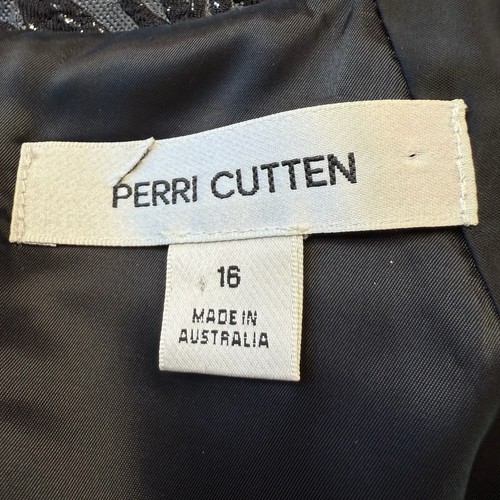 PERRI CUTTEN
16
MADE IN
AUSTRALIA